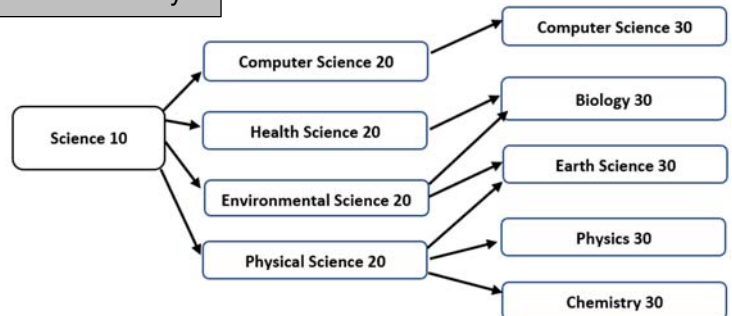 Science 10
Computer Science 20
Health Science 20
Environmental Science 20
Physical Science 20
Computer Science 30
Biology 30
Earth Science 30
Physics 30
Chemistry 30